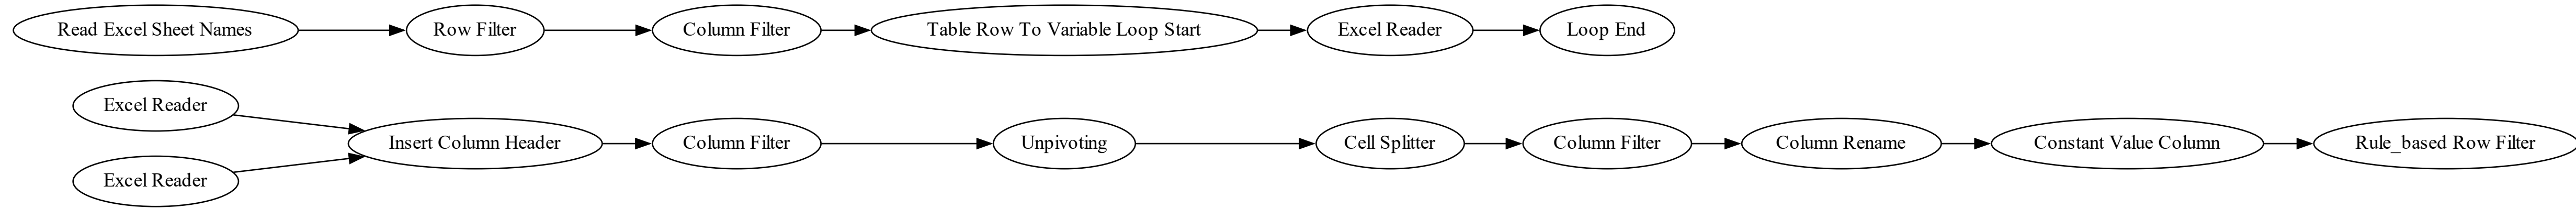 Read Excel Sheet Names
Row Filter
Column Filter
Table Row To Variable Loop Start
Excel Reader
Loop End
Excel Reader
Excel Reader
Insert Column Header
Column Filter
Unpivoting
Cell Splitter
Column Filter
Column Rename
Constant Value Column
Rule_based Row Filter